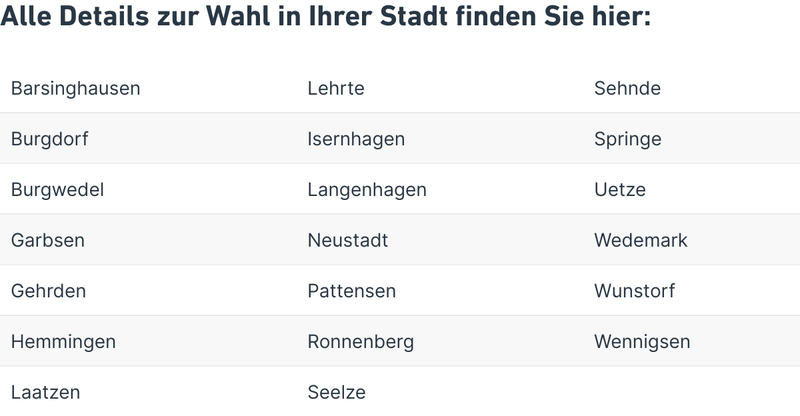 Alle Details zur Wahl in Ihrer Stadt finden Sie hier:
Barsinghausen Lehrte Sehnde
Burgdorf Isernhagen Springe
Burgwedel Langenhagen Uetze
Garbsen Neustadt Wedemark
Gehrden Pattensen Wunstorf
Hemmingen Ronnenberg Wennigsen
Laatzen Seelze